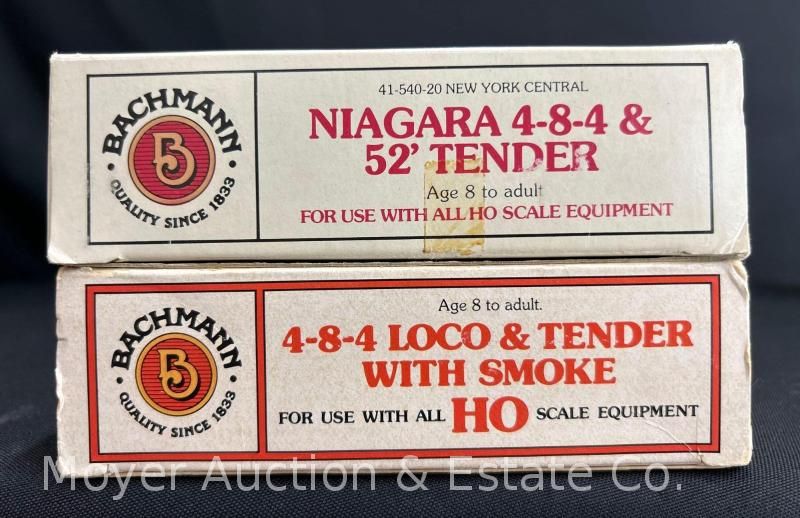 BACHMANN
B
QUALITY SINCE 1833
41-540-20 NEW YORK CENTRAL
NIAGARA 4-8-4 &
52' TENDER
Age 8 to adult
FOR USE WITH ALL HO SCALE EQUIPMENT
BACHMANN
B
QUALITY SINCE 1833
Age 8 to adult.
4-8-4 LOCO & TENDER
WITH SMOKE
FOR USE WITH ALL HO SCALE EQUIPMENT
Moyer Auction & Estate Co.